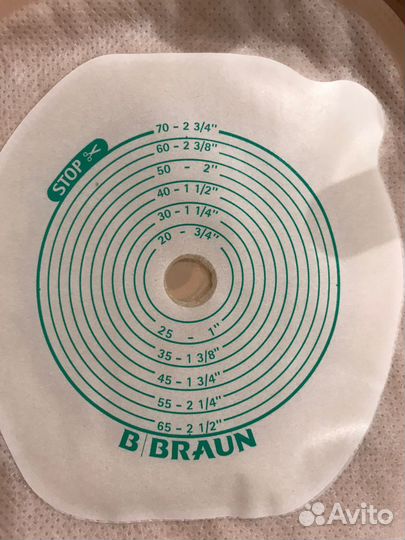 70 - 2 3/4"
60 - 2 3/8"
STOP
50 - 2"
40 - 1 1/2"
30 - 1 1/4"
20 - 3/4"
25 - 1"
35 - 1 3/8"
45 - 1 3/4"
55 - 2 1/4"
65 - 2 1/2"
B|BRAUN
Avito